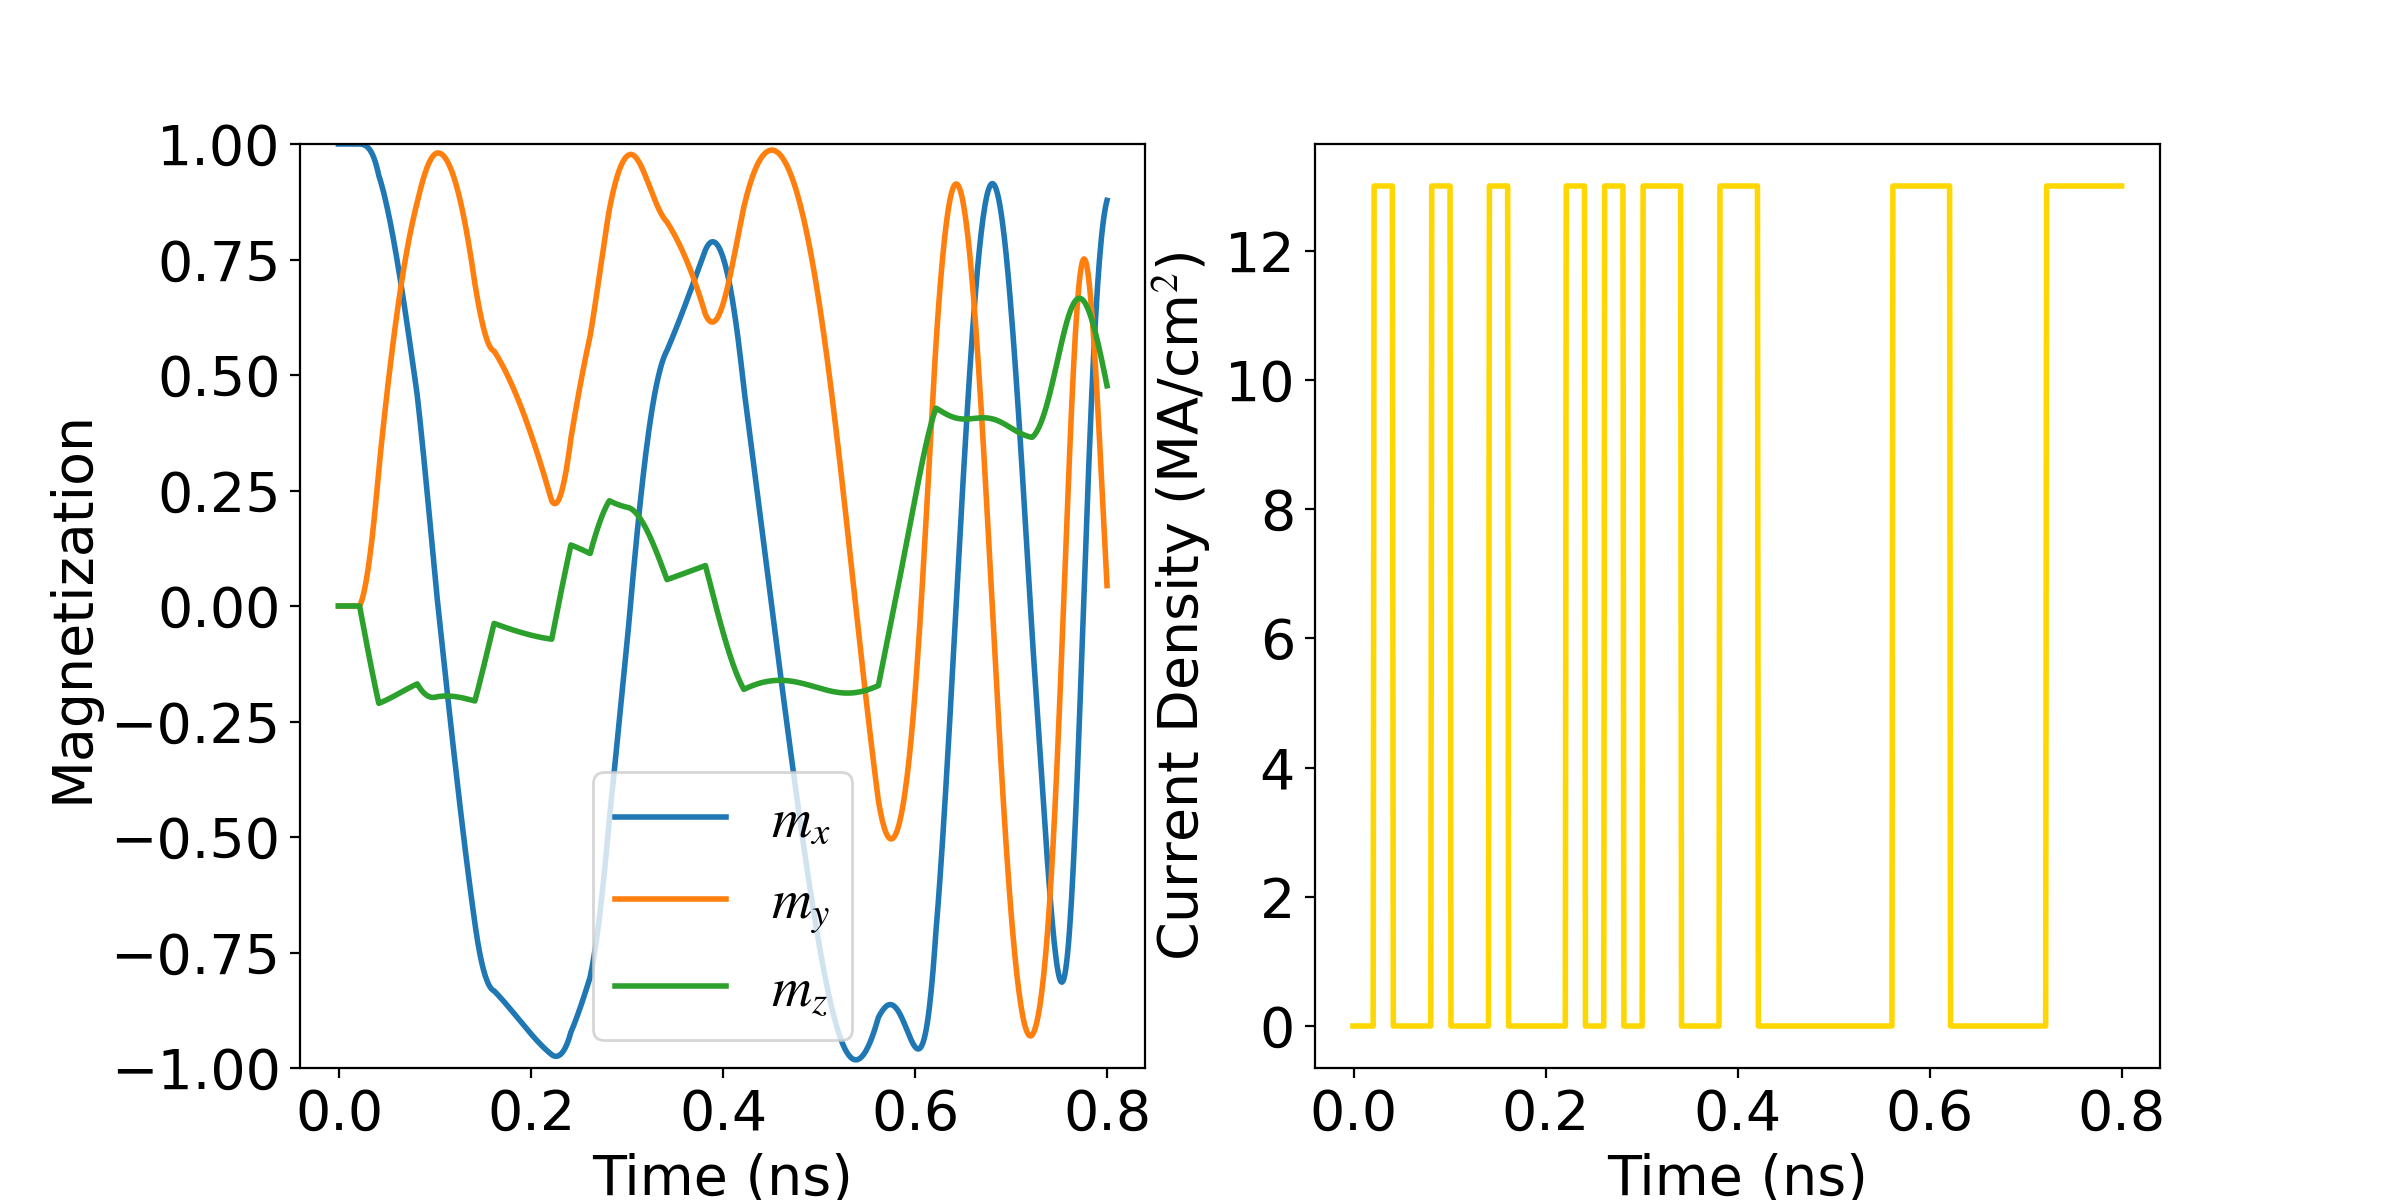 Magnetization
1.00
0.75
0.50
0.25
0.00
−0.25
−0.50
−0.75
−1.00
0.0 0.2 0.4 0.6 0.8
Time (ns)
m_x
m_y
m_z
Current Density (MA/cm²)
12
10
8
6
4
2
0
0.0 0.2 0.4 0.6 0.8
Time (ns)